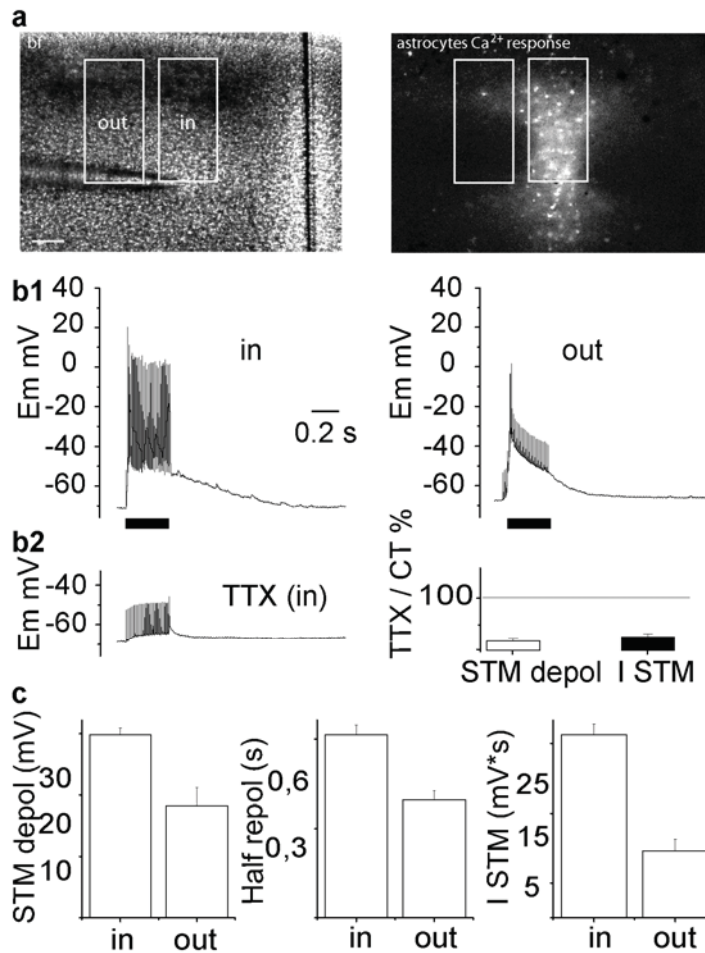 a
bf
out
in
astrocytes Ca²⁺ response
b1
40
20
0
-20
-40
-60
Em mV
in
0.2 s
40
20
0
-20
-40
-60
Em mV
out
b2
-40
-60
Em mV
TTX (in)
TTX / CT %
100
STM depol
I STM
c
STM depol (mV)
30
20
10
in
out
Half repol (s)
0,6
0,3
in
out
I STM (mV*s)
25
15
5
in
out